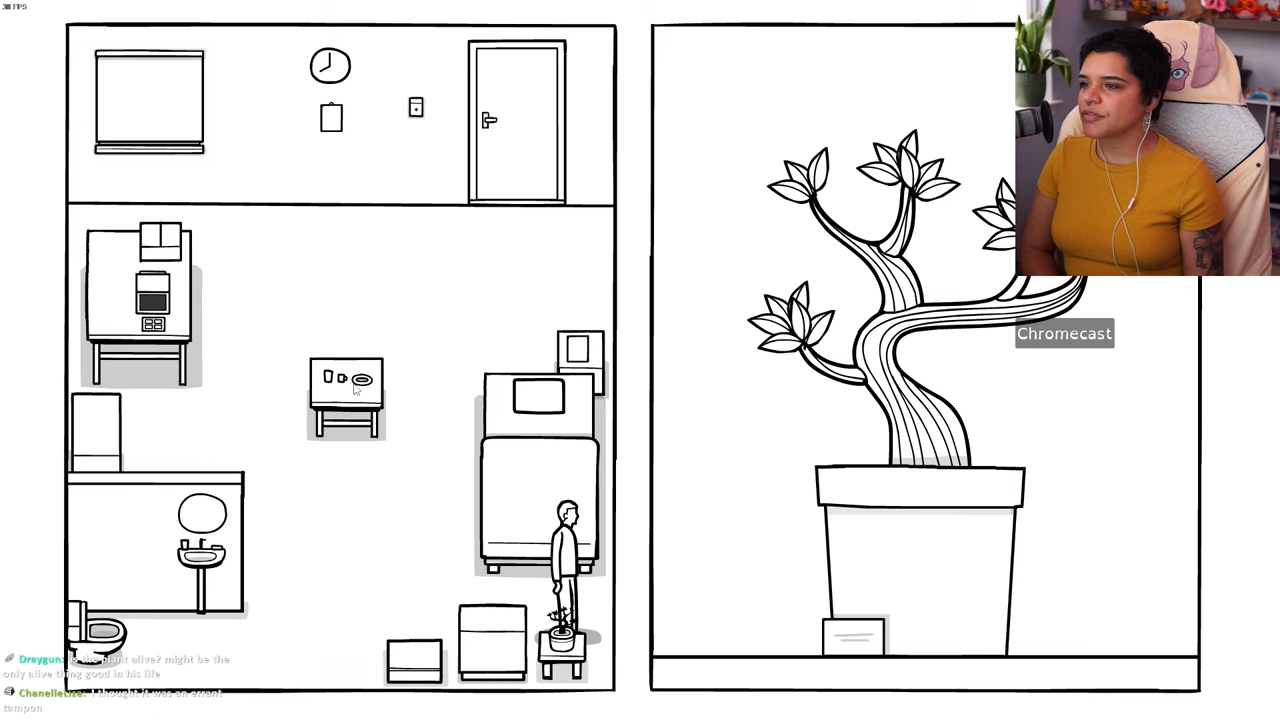 FPS
Chromecast
Draygun: Is the plant alive? might be the
only alive thing good in his life
Chanelletize: I thought it was an errant
tampon